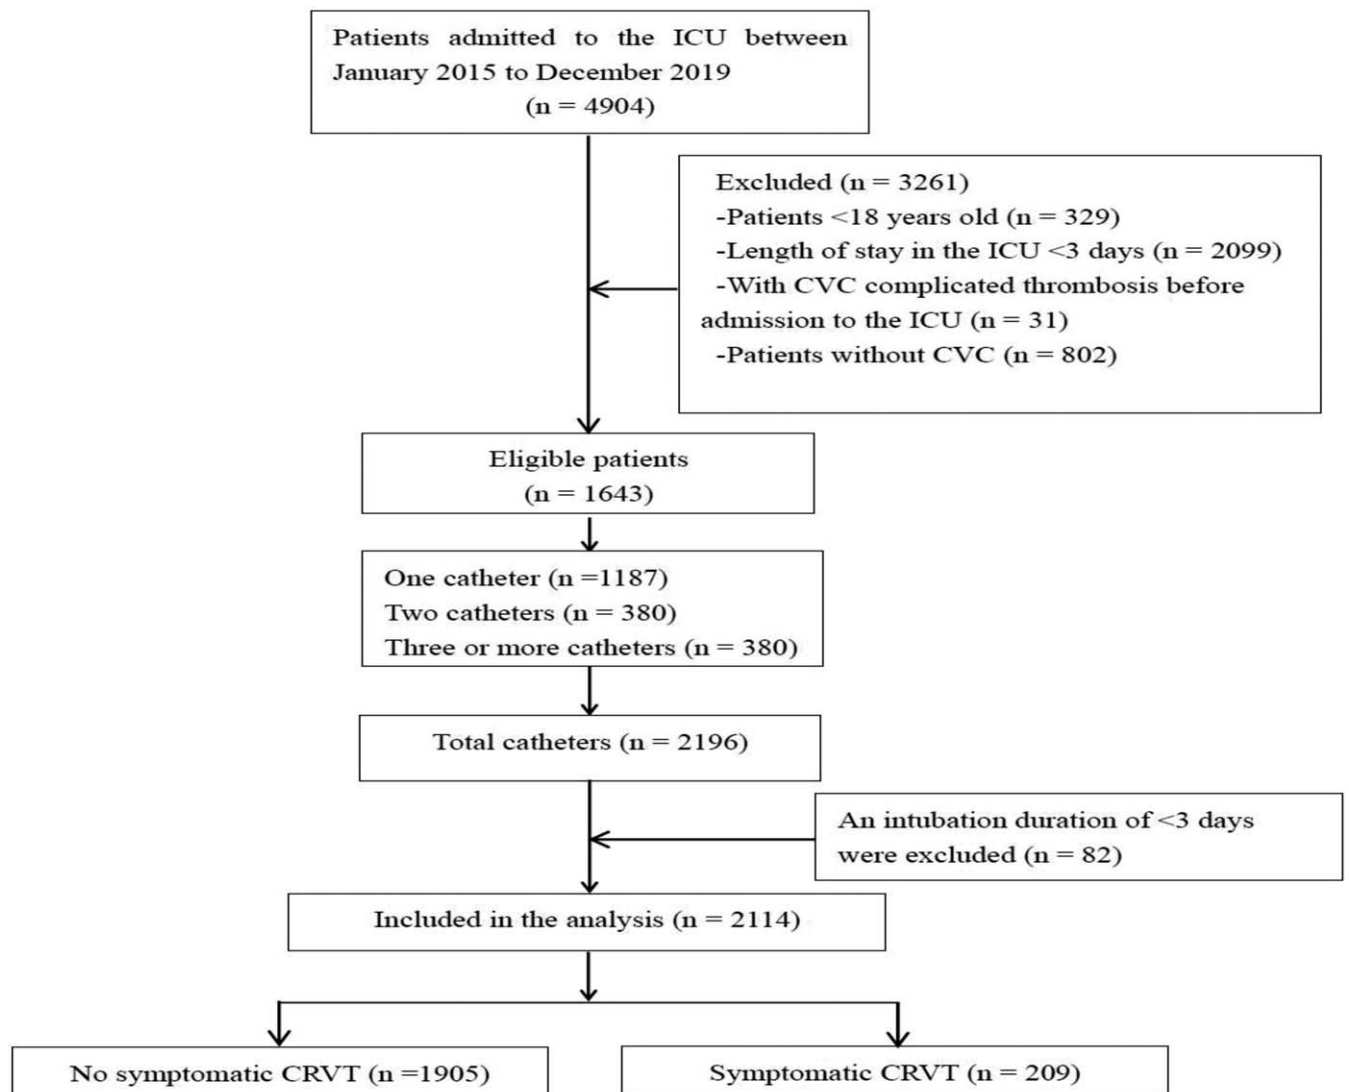 Patients admitted to the ICU between
January 2015 to December 2019
(n = 4904)
Excluded (n = 3261)
-Patients <18 years old (n = 329)
-Length of stay in the ICU <3 days (n = 2099)
-With CVC complicated thrombosis before
admission to the ICU (n = 31)
-Patients without CVC (n = 802)
Eligible patients
(n = 1643)
One catheter (n =1187)
Two catheters (n = 380)
Three or more catheters (n = 380)
Total catheters (n = 2196)
An intubation duration of <3 days
were excluded (n = 82)
Included in the analysis (n = 2114)
No symptomatic CRVT (n =1905)
Symptomatic CRVT (n = 209)